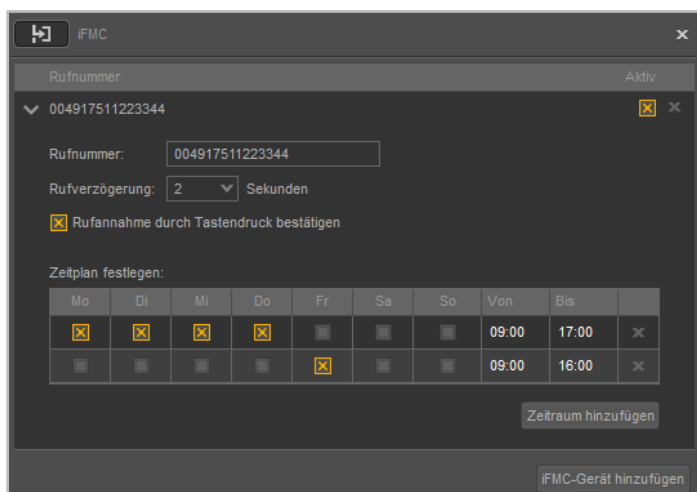 iFMC
Rufnummer Aktiv
004917511223344
Rufnummer: 004917511223344
Rufverzögerung: 2 Sekunden
Rufannahme durch Tastendruck bestätigen
Zeitplan festlegen:
Mo Di Mi Do Fr Sa So Von Bis
09:00 17:00
09:00 16:00
Zeitraum hinzufügen
iFMC-Gerät hinzufügen